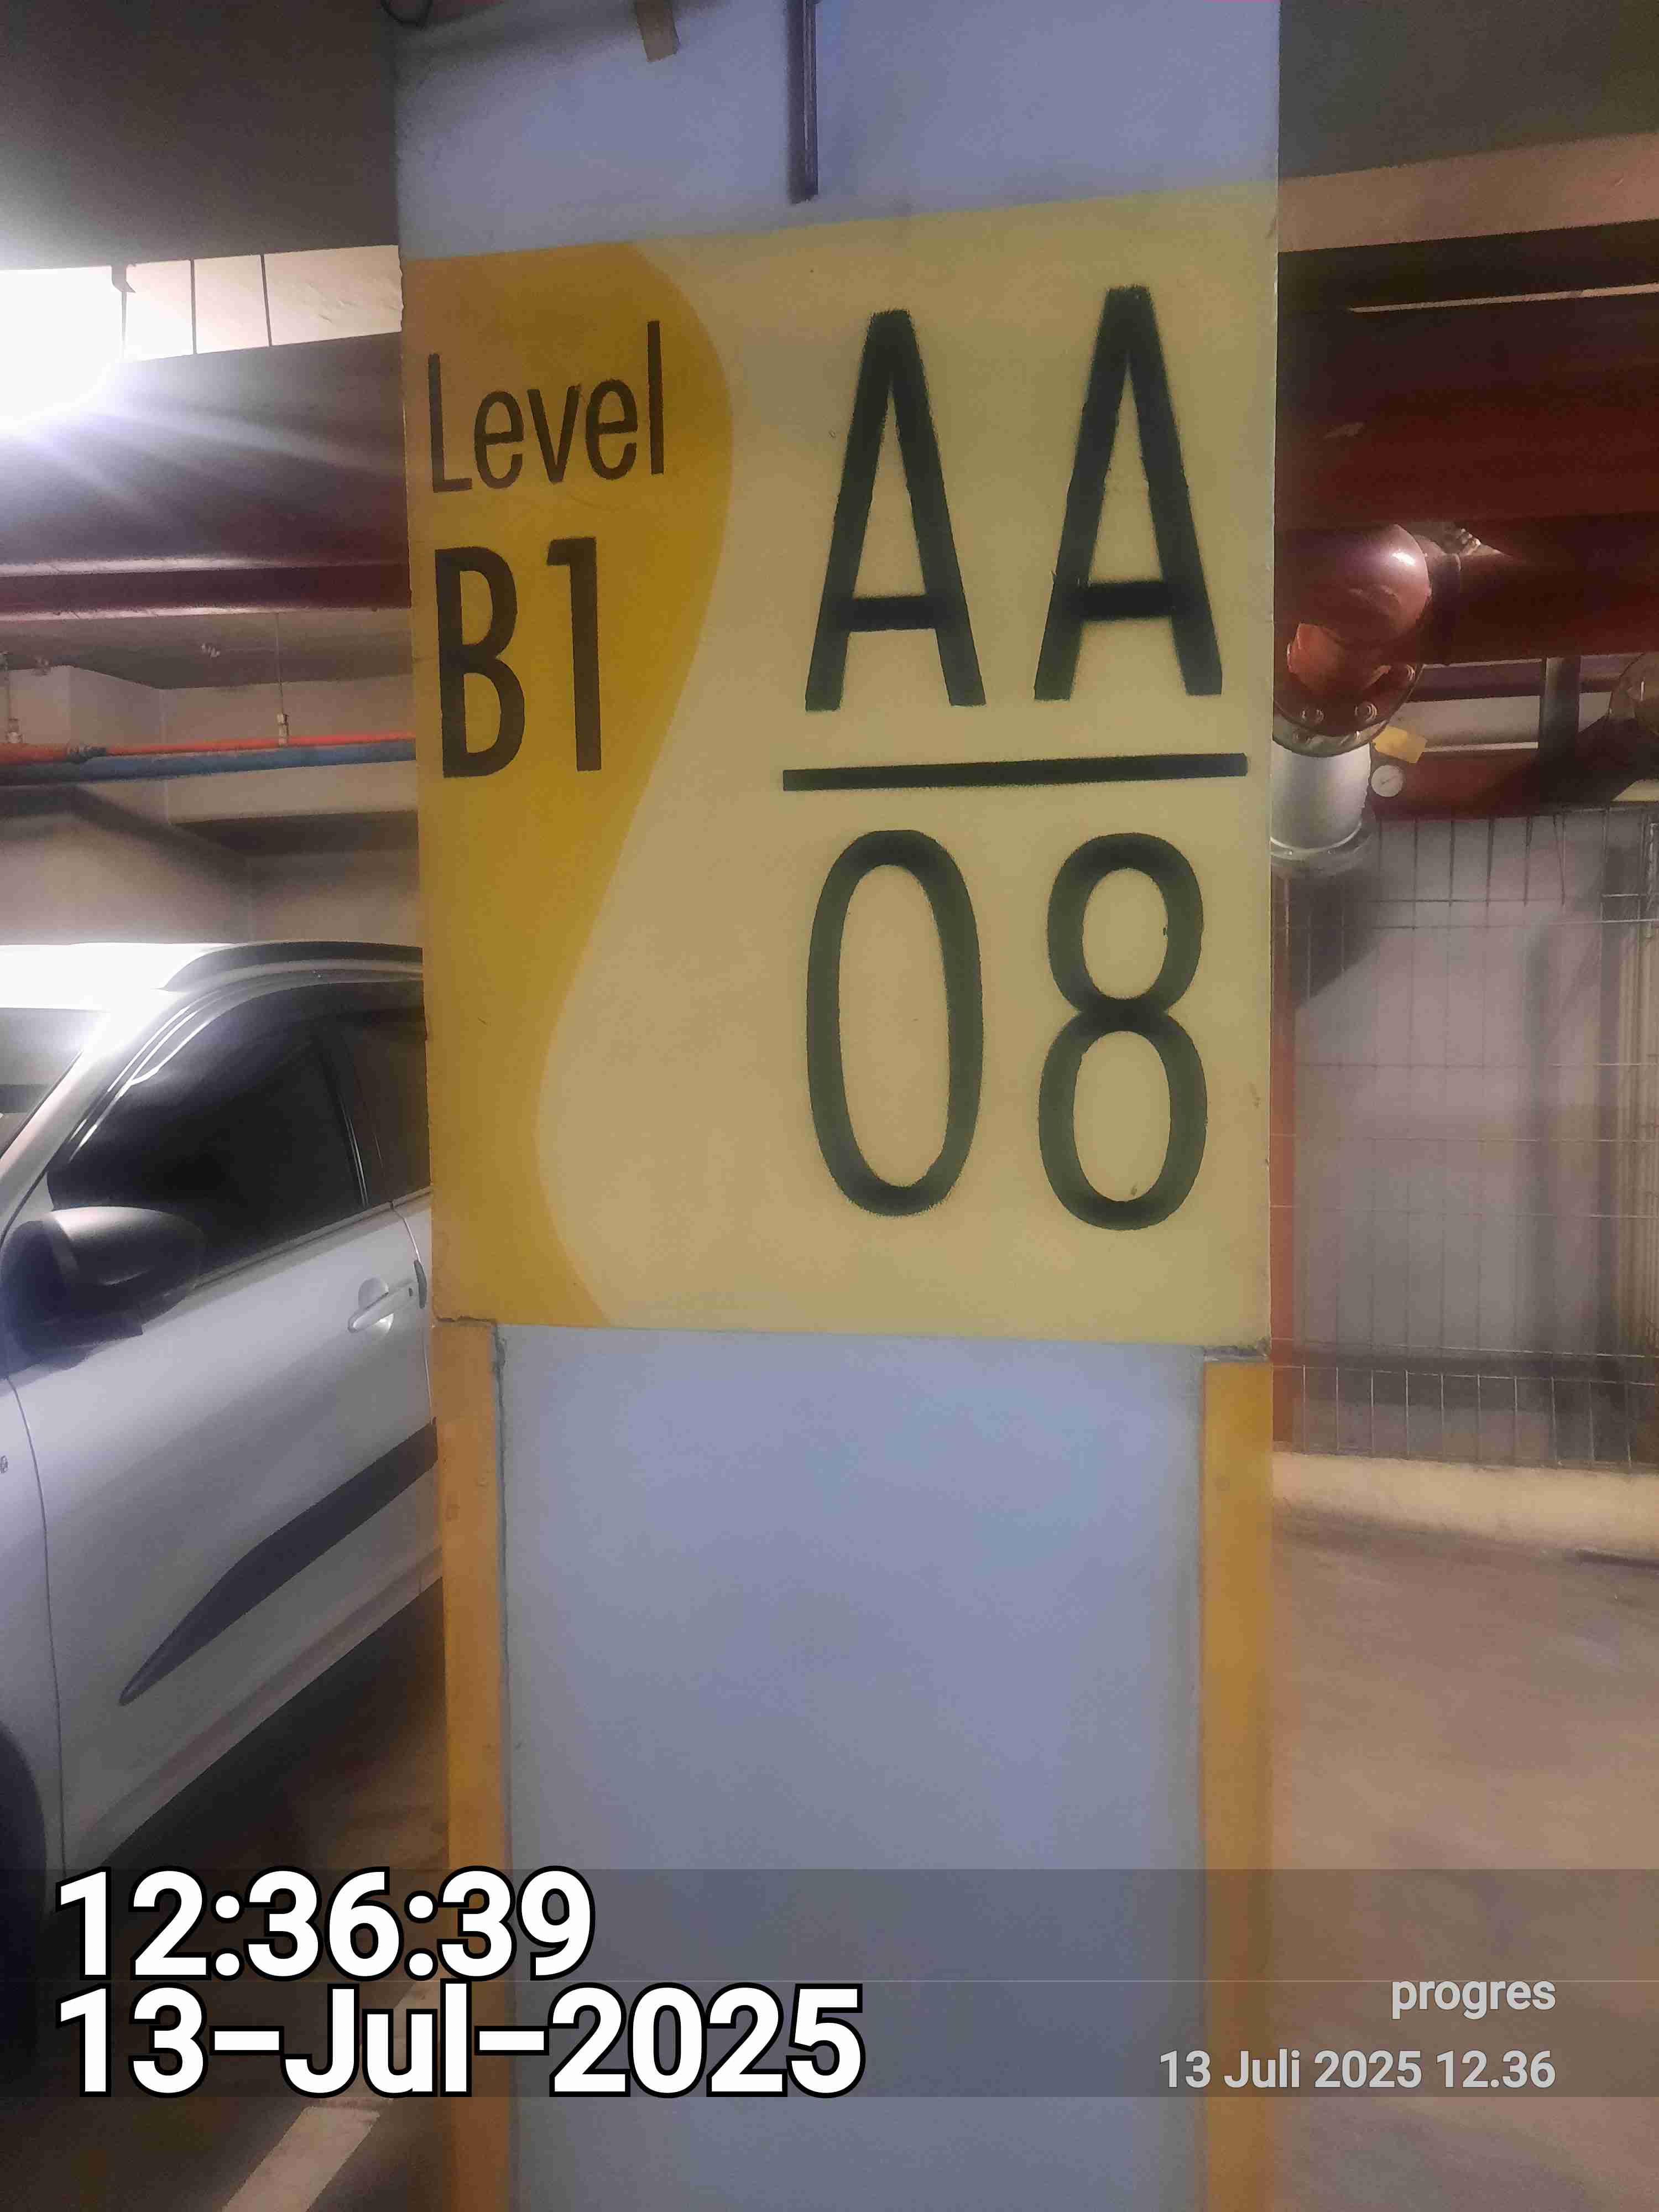 Level
B1
AA
08
12:36:39
13-Jul-2025
progres
13 Juli 2025 12.36